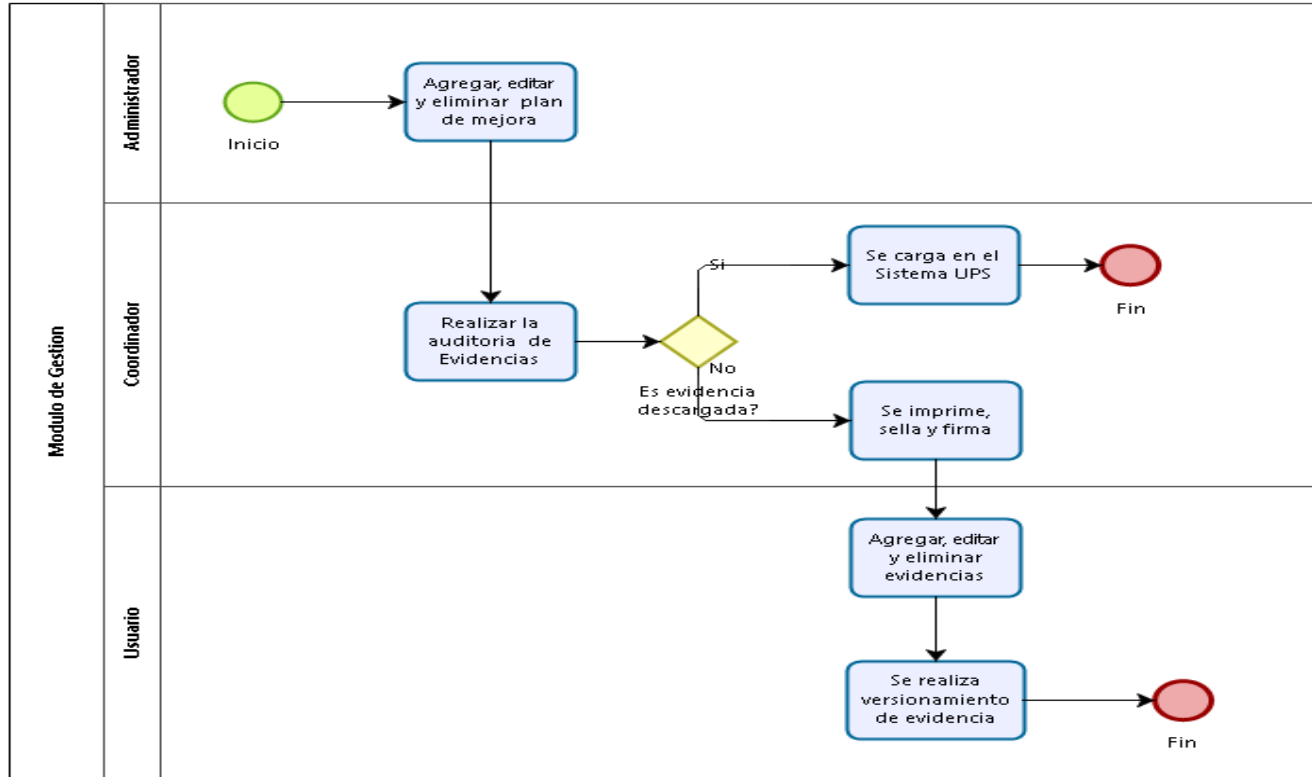 Modulo de Gestion
Administrador
Inicio
Agregar, editar
y eliminar plan
de mejora
Coordinador
Realizar la
auditoria de
Evidencias
Si
No
Es evidencia
descargada?
Se carga en el
Sistema UPS
Fin
Se imprime,
sella y firma
Usuario
Agregar, editar
y eliminar
evidencias
Se realiza
versionamiento
de evidencia
Fin